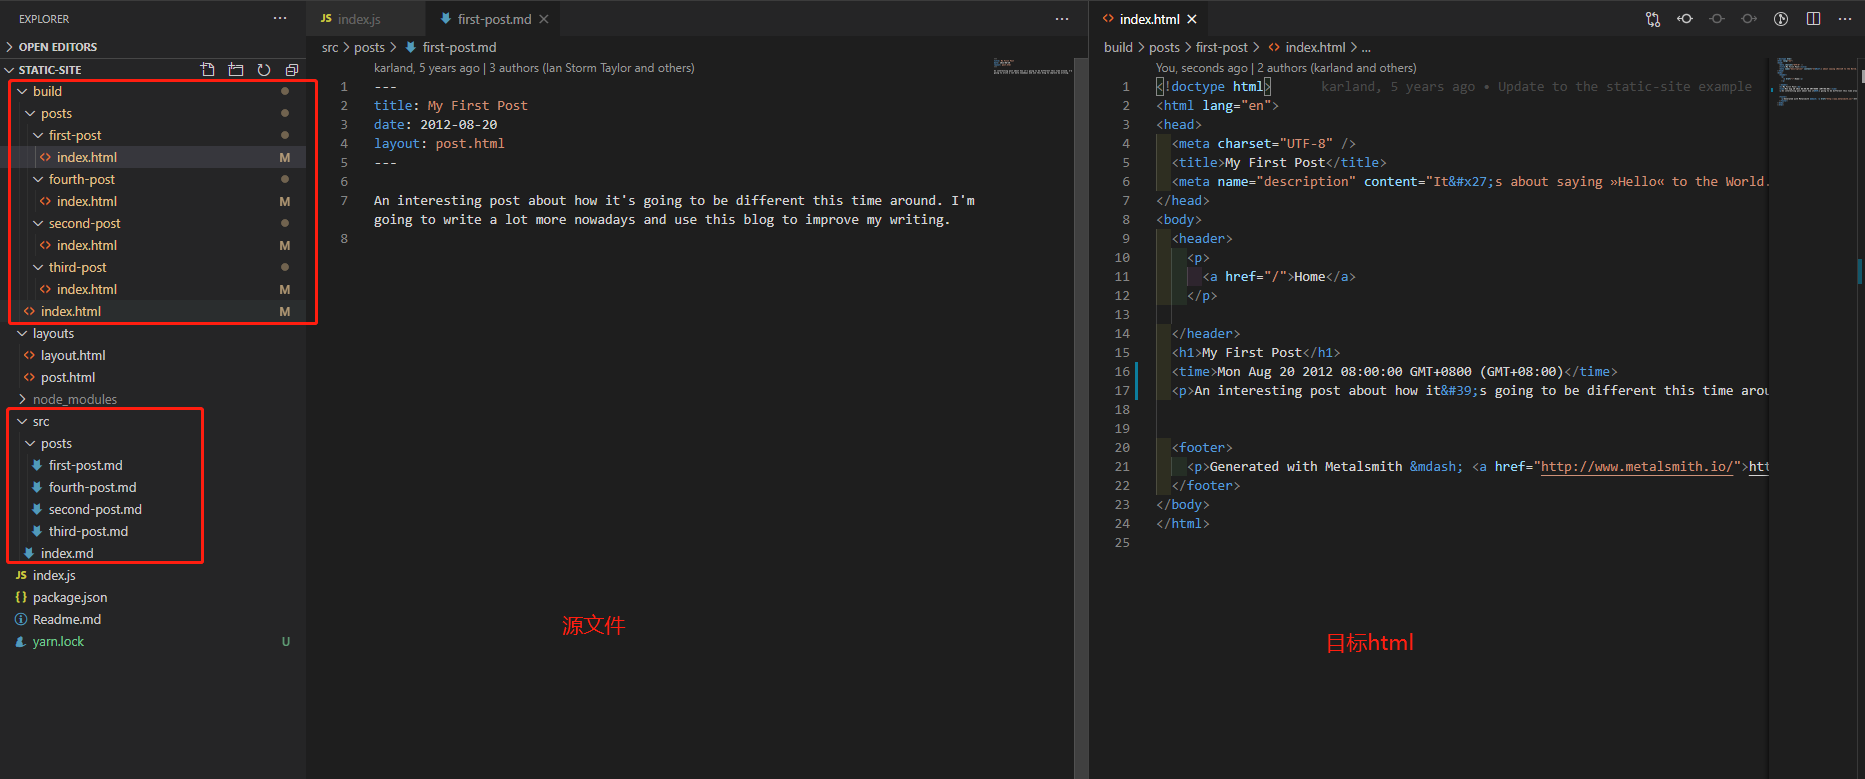 EXPLORER
OPEN EDITORS
STATIC-SITE
build
posts
first-post
index.html M
fourth-post
index.html M
second-post
index.html M
third-post
index.html M
index.html M
layouts
layout.html
post.html
node_modules
src
posts
first-post.md
fourth-post.md
second-post.md
third-post.md
index.md
JS index.js
{} package.json
Readme.md
yarn.lock U
JS index.js
first-post.md
src > posts > first-post.md
karland, 5 years ago | 3 authors (Ian Storm Taylor and others)
1 ---
2 title: My First Post
3 date: 2012-08-20
4 layout: post.html
5 ---
6
7 An interesting post about how it's going to be different this time around. I'm
going to write a lot more nowadays and use this blog to improve my writing.
8
源文件
index.html
build > posts > first-post > index.html > ...
You, seconds ago | 2 authors (karland and others)
1 <!doctype html> karland, 5 years ago • Update to the static-site example
2 <html lang="en">
3 <head>
4 <meta charset="UTF-8" />
5 <title>My First Post</title>
6 <meta name="description" content="It&#x27;s about saying »Hello« to the World.
7 </head>
8 <body>
9 <header>
10 <p>
11 <a href="/">Home</a>
12 </p>
13
14 </header>
15 <h1>My First Post</h1>
16 <time>Mon Aug 20 2012 08:00:00 GMT+0800 (GMT+08:00)</time>
17 <p>An interesting post about how it&#39;s going to be different this time arou
18
19
20 <footer>
21 <p>Generated with Metalsmith &mdash; <a href="http://www.metalsmith.io/">htt
22 </footer>
23 </body>
24 </html>
25
目标html